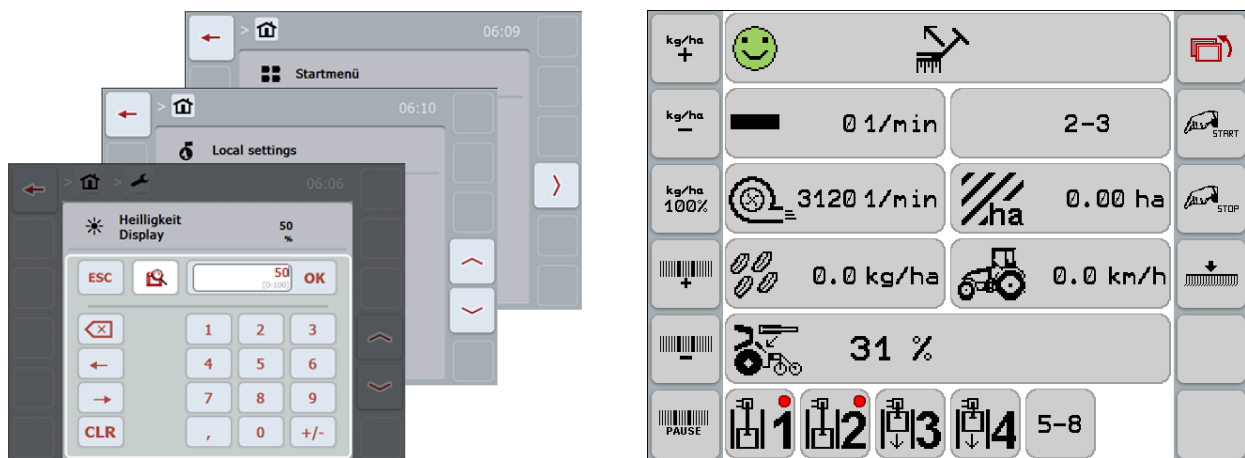 > 06:09
Startmenü
> 06:10
Local settings
> > 06:06
Heilligkeit
Display
50
%
ESC
50
[0-100]
OK
1 2 3
4 5 6
7 8 9
CLR , 0 +/-
kg/ha
+
kg/ha
−
0 1/min
2-3
START
kg/ha
100%
3120 1/min
ha
0.00 ha
STOP
+
0.0 kg/ha
0.0 km/h
−
31 %
PAUSE
1 2 3 4 5-8